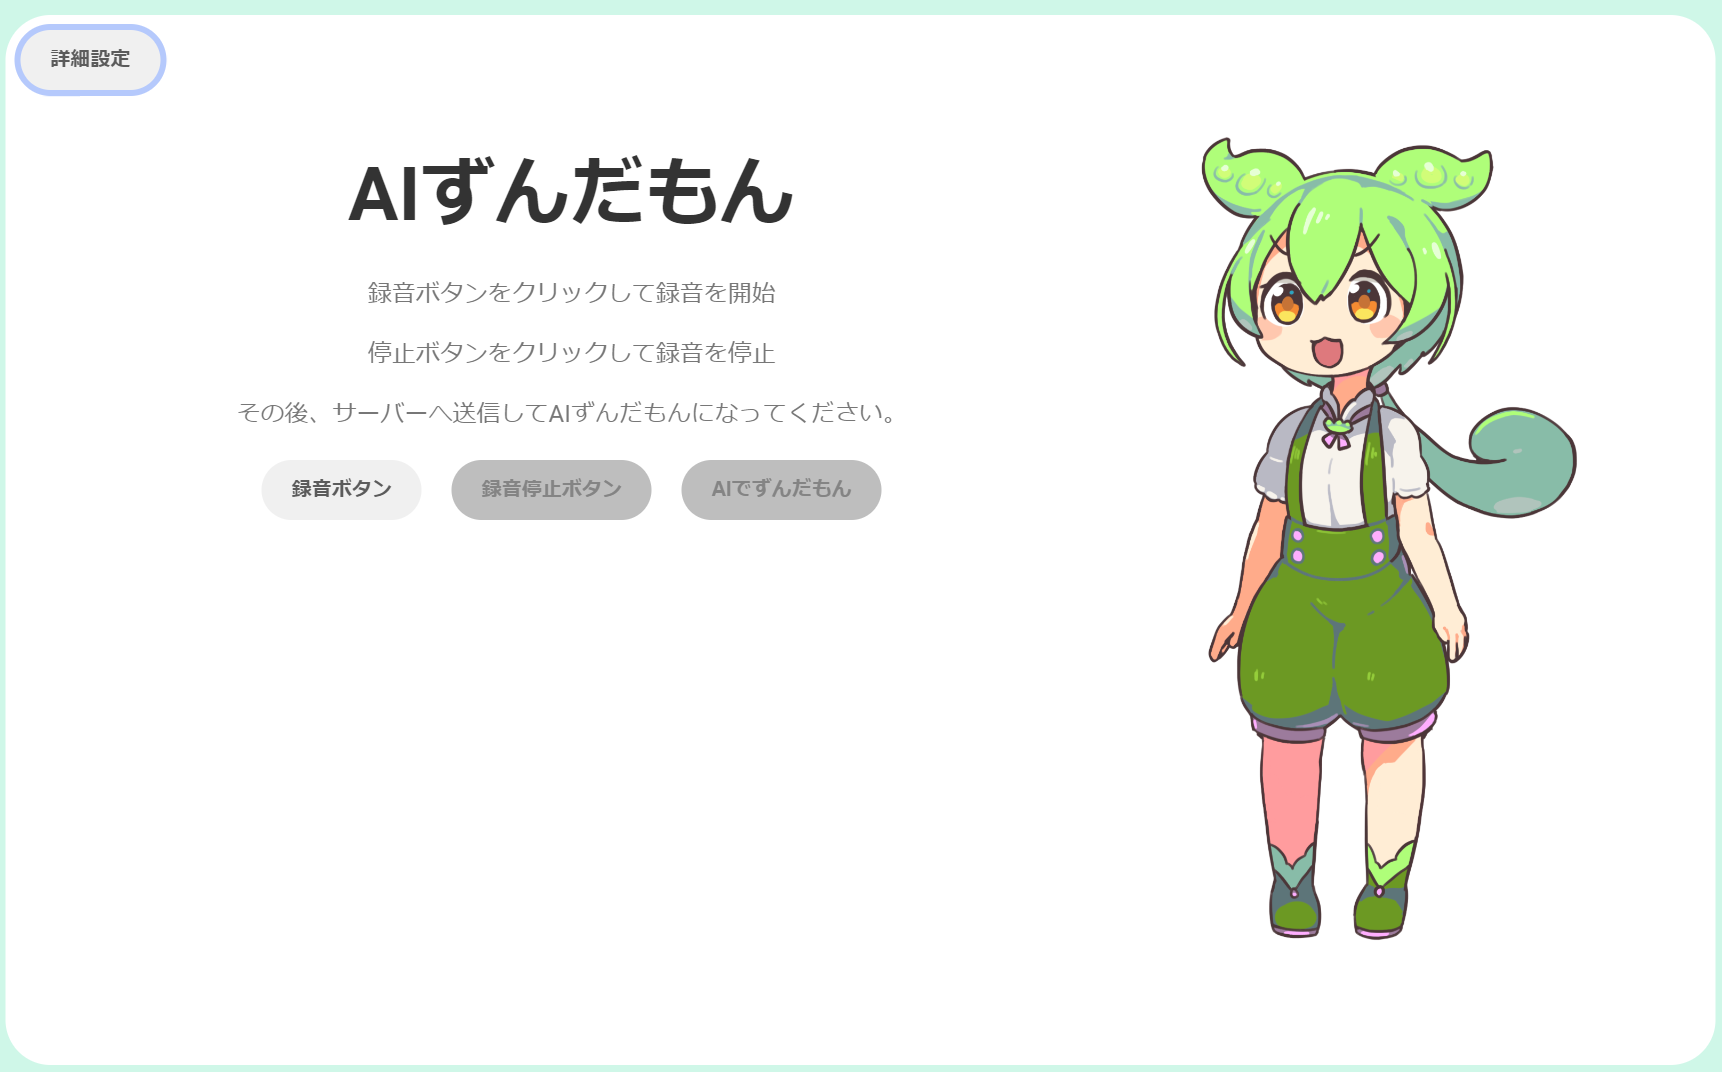 詳細設定
AIずんだもん
録音ボタンをクリックして録音を開始
停止ボタンをクリックして録音を停止
その後、サーバーへ送信してAIずんだもんになってください。
録音ボタン 録音停止ボタン AIでずんだもん